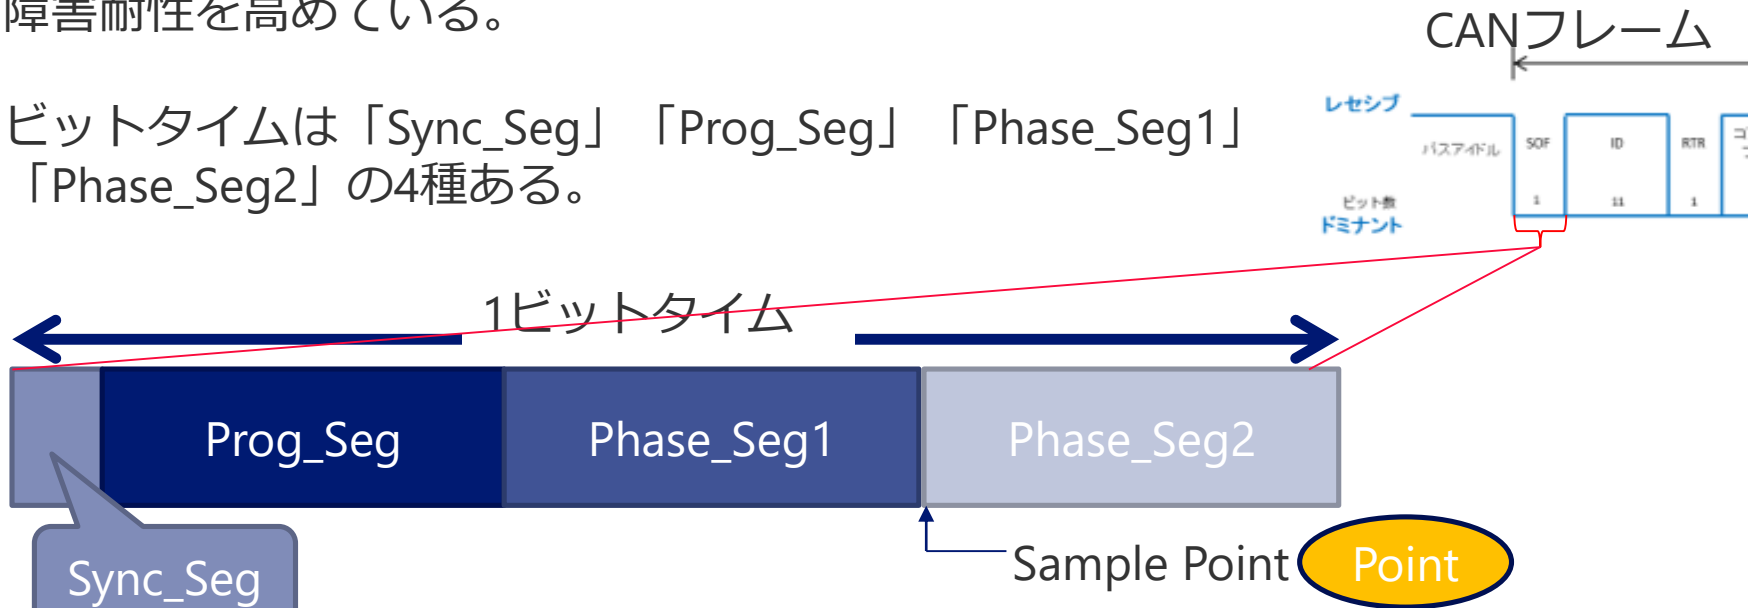 障害耐性を高めている。
ビットタイムは「Sync_Seg」「Prog_Seg」「Phase_Seg1」
「Phase_Seg2」の4種ある。
CANフレーム
レセシブ
バスアイドル
SOF
ID
RTR
ビット数
1
11
1
ドミナント
1ビットタイム
Prog_Seg
Phase_Seg1
Phase_Seg2
Sync_Seg
Sample Point
Point